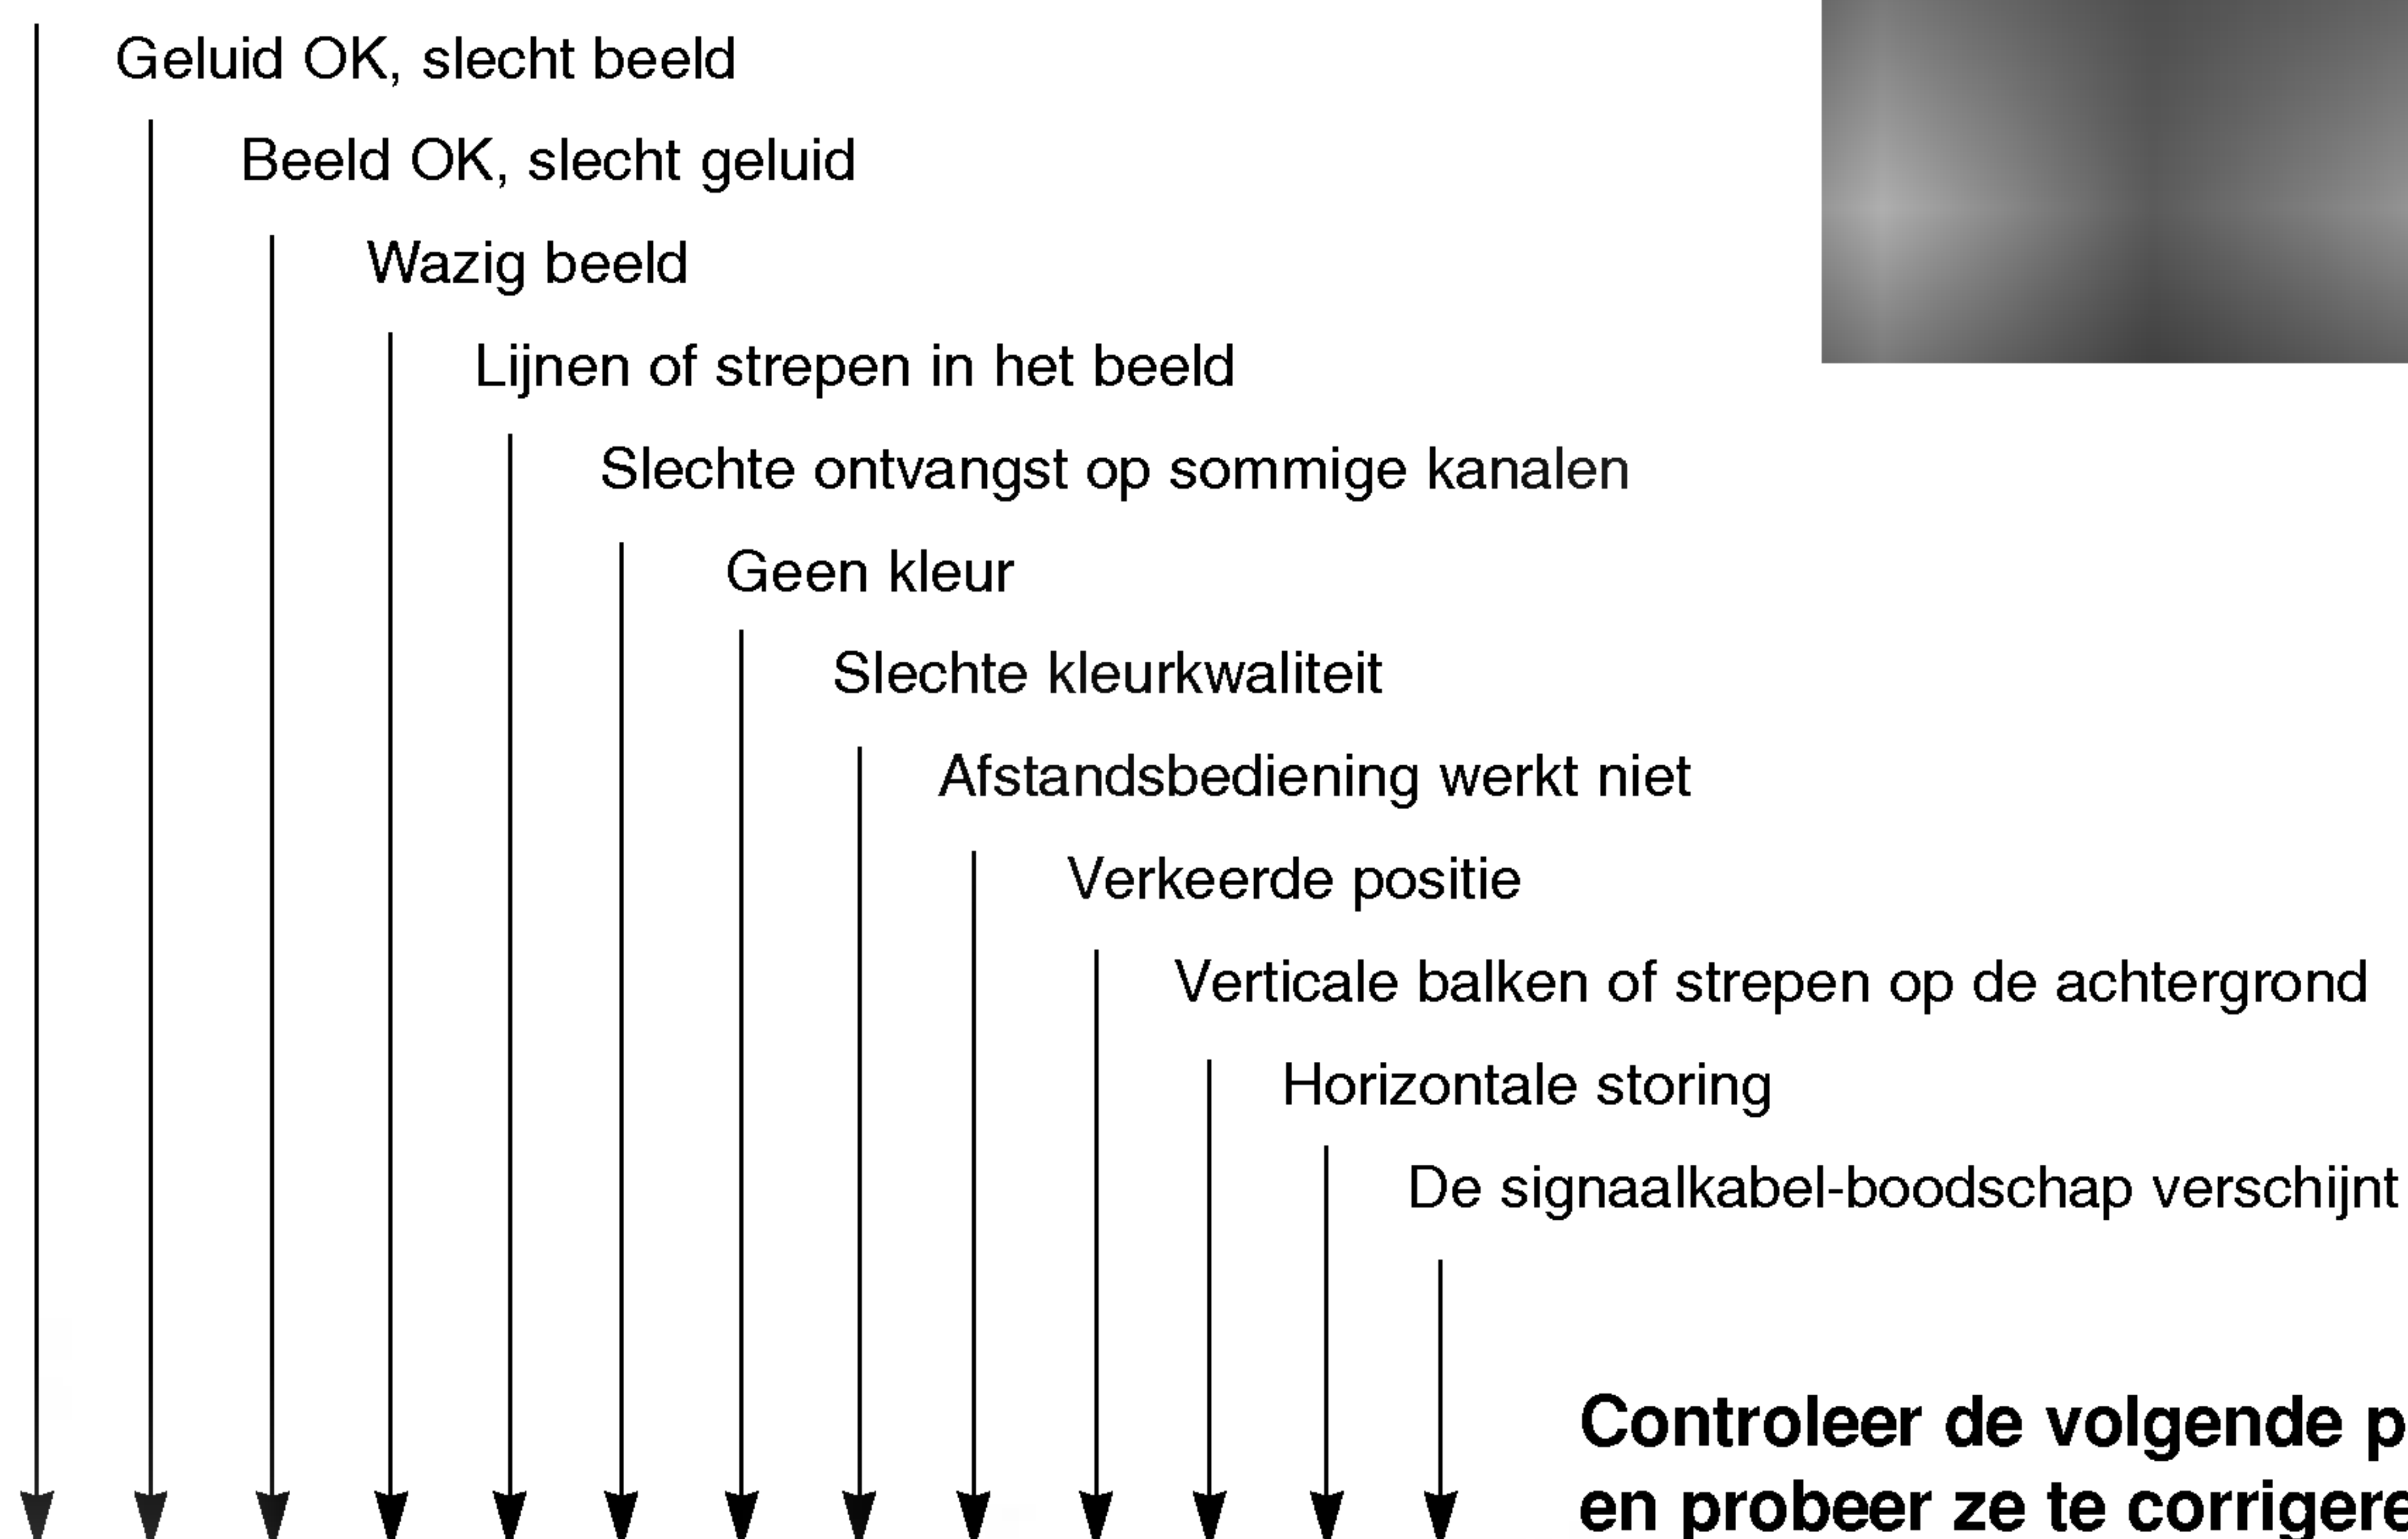 Geluid OK, slecht beeld
Beeld OK, slecht geluid
Wazig beeld
Lijnen of strepen in het beeld
Slechte ontvangst op sommige kanalen
Geen kleur
Slechte kleurkwaliteit
Afstandsbediening werkt niet
Verkeerde positie
Verticale balken of strepen op de achtergrond
Horizontale storing
De signaalkabel-boodschap verschijnt
Controleer de volgende
en probeer ze te